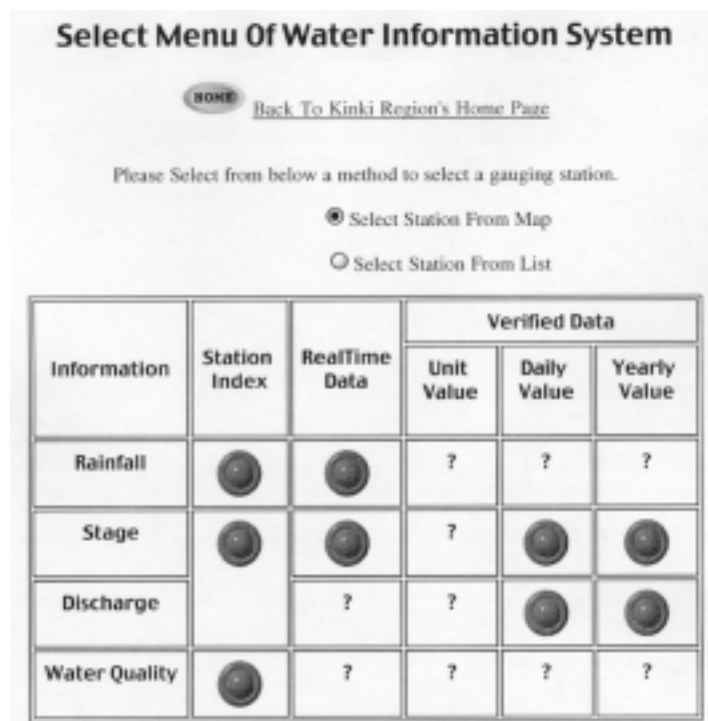 Select Menu Of Water Information System
HOME Back To Kinki Region's Home Page
Please Select from below a method to select a gauging station.
Select Station From Map
Select Station From List
Information Station Index RealTime Data Verified Data
Unit Value Daily Value Yearly Value
Rainfall ? ? ?
Stage ?
Discharge ? ?
Water Quality ? ? ? ?